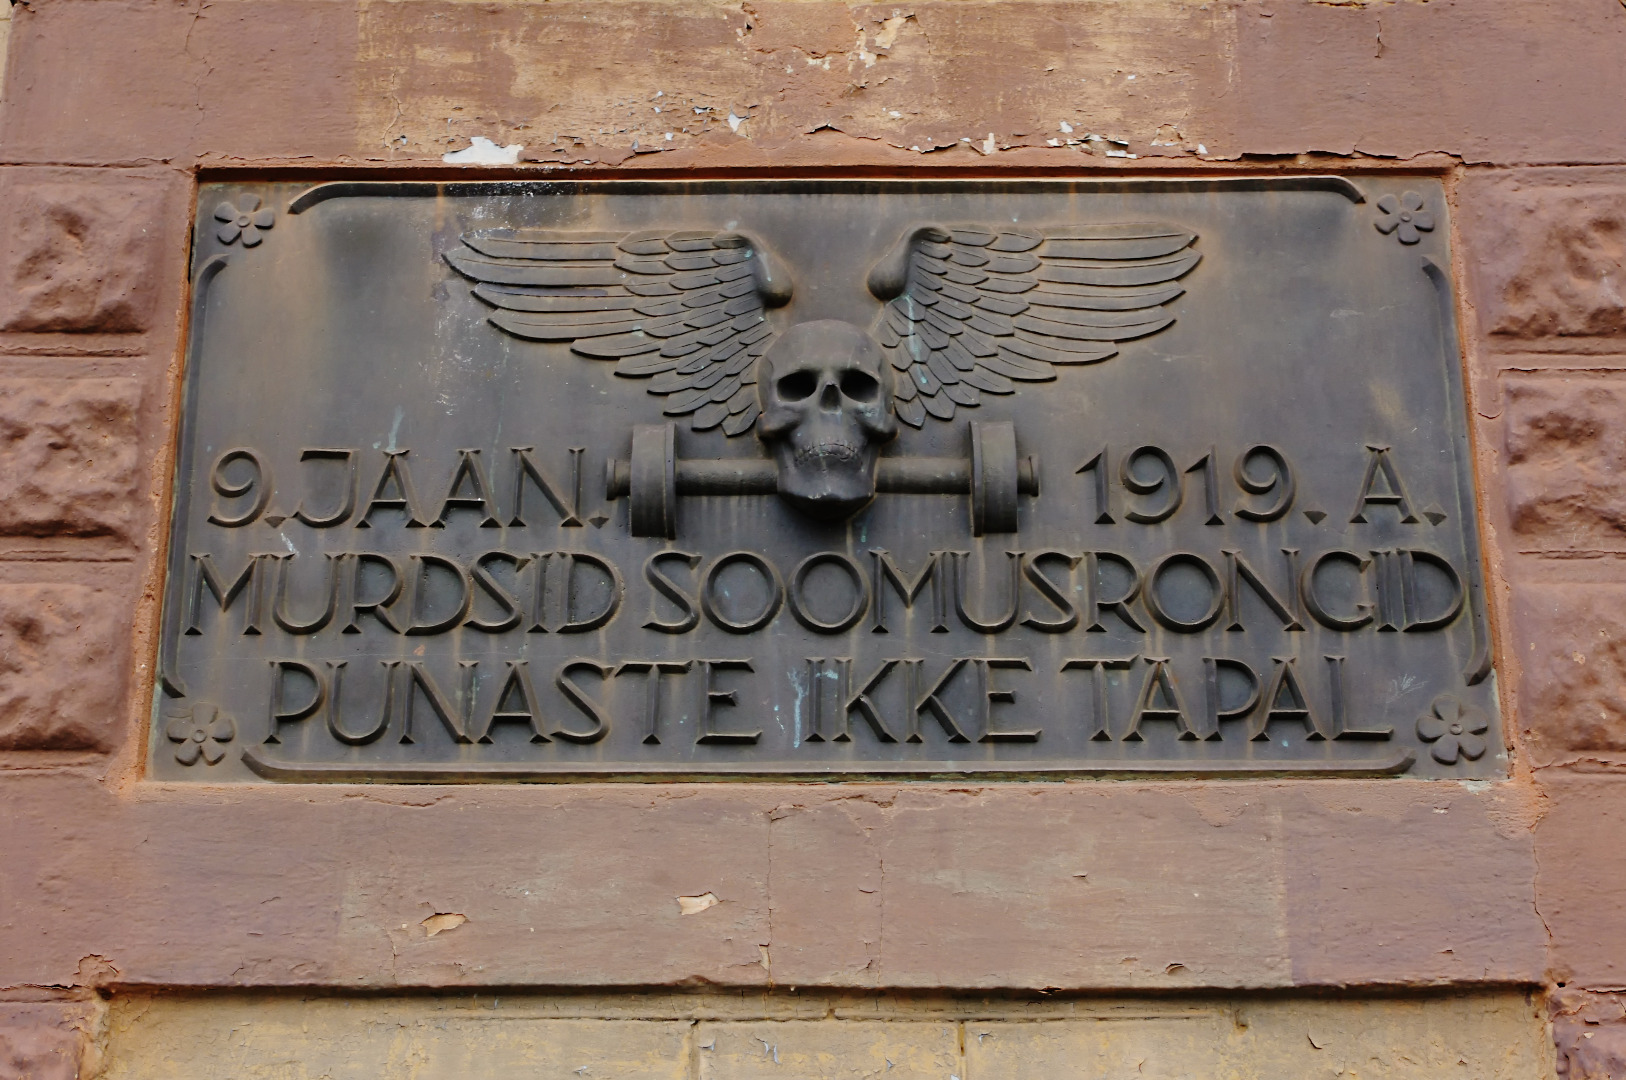 9. JAAN. 1919. A.
MURDSID SOOMUSRONGID
PUNASTE IKKE TAPAL